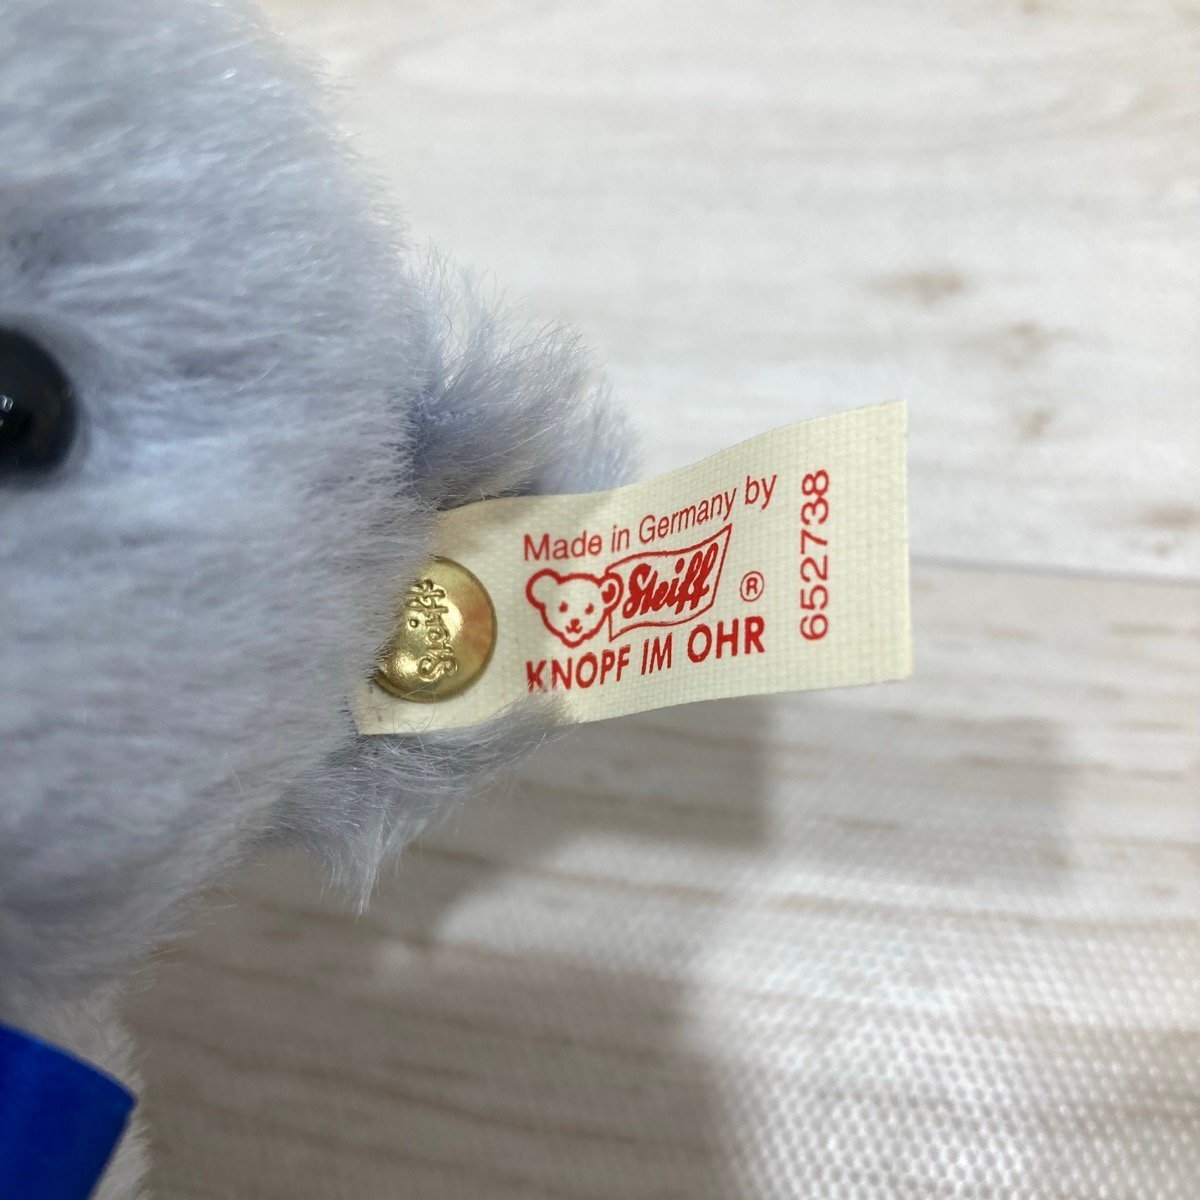 Made in Germany by
Steiff ®
KNOPF IM OHR
652738
Steiff